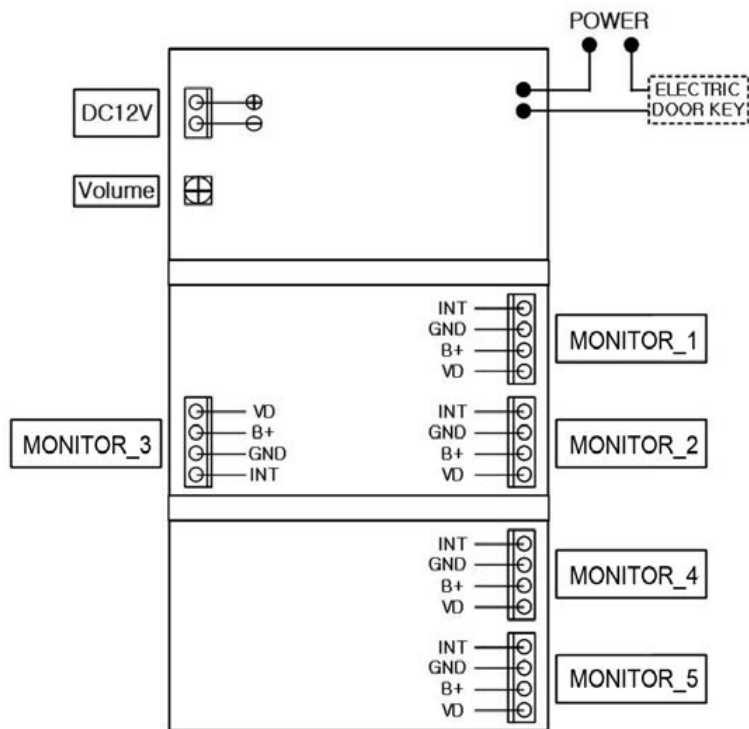 POWER
ELECTRIC
DOOR KEY
DC12V
Volume
INT
GND
B+
VD
MONITOR_1
VD
B+
GND
INT
MONITOR_3
INT
GND
B+
VD
MONITOR_2
INT
GND
B+
VD
MONITOR_4
INT
GND
B+
VD
MONITOR_5